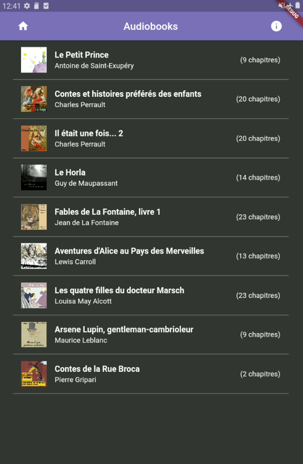 12:41
Audiobooks
Le Petit Prince
Antoine de Saint-Exupéry
(9 chapitres)
Contes et histoires préférés des enfants
Charles Perrault
(20 chapitres)
Il était une fois... 2
Charles Perrault
(20 chapitres)
Le Horla
Guy de Maupassant
(14 chapitres)
Fables de La Fontaine, livre 1
Jean de La Fontaine
(23 chapitres)
Aventures d'Alice au Pays des Merveilles
Lewis Carroll
(13 chapitres)
Les quatre filles du docteur Marsch
Louisa May Alcott
(23 chapitres)
Arsene Lupin, gentleman-cambrioleur
Maurice Leblanc
(9 chapitres)
Contes de la Rue Broca
Pierre Gripari
(2 chapitres)